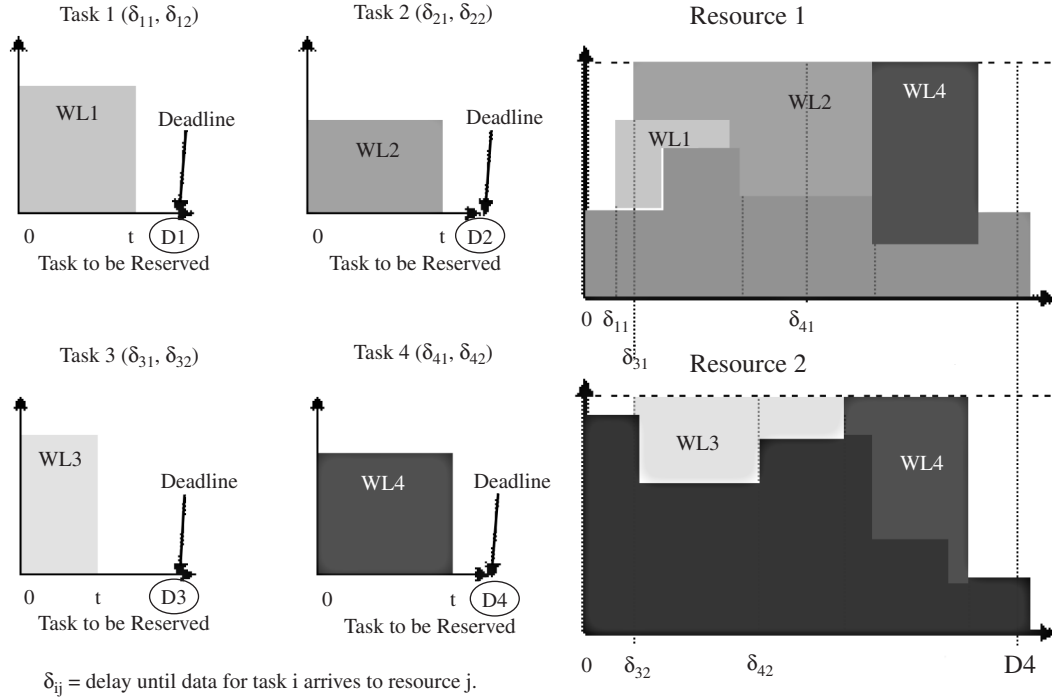 Task 1 (δ11, δ12)
Task 2 (δ21, δ22)
Resource 1
WL1
Deadline
WL2
Deadline
WL1
WL2
WL4
0 t D1
Task to be Reserved
0 t D2
Task to be Reserved
0 δ11 δ41
δ31
Task 3 (δ31, δ32)
Task 4 (δ41, δ42)
Resource 2
WL3
Deadline
WL4
Deadline
WL3
WL4
0 t D3
Task to be Reserved
0 t D4
Task to be Reserved
0 δ32 δ42 D4
δij = delay until data for task i arrives to resource j.